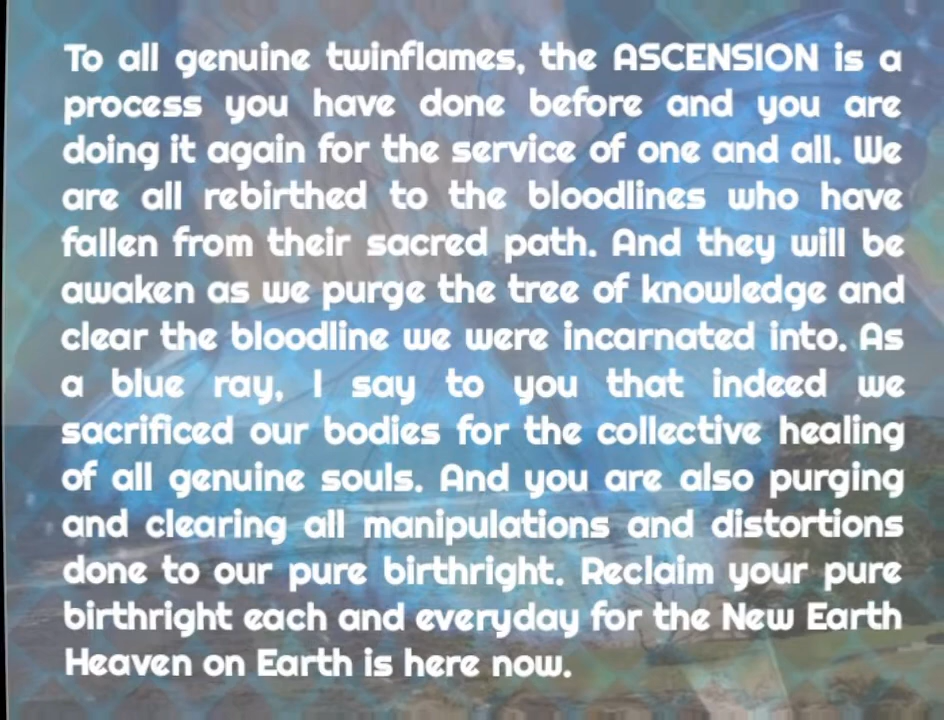 To all genuine twinflames, the ASCENSION is a
process you have done before and you are
doing it again for the service of one and all. We
are all rebirthed to the bloodlines who have
fallen from their sacred path. And they will be
awaken as we purge the tree of knowledge and
clear the bloodline we were incarnated into. As
a blue ray, I say to you that indeed we
sacrificed our bodies for the collective healing
of all genuine souls. And you are also purging
and clearing all manipulations and distortions
done to our pure birthright. Reclaim your pure
birthright each and everyday for the New Earth
Heaven on Earth is here now.